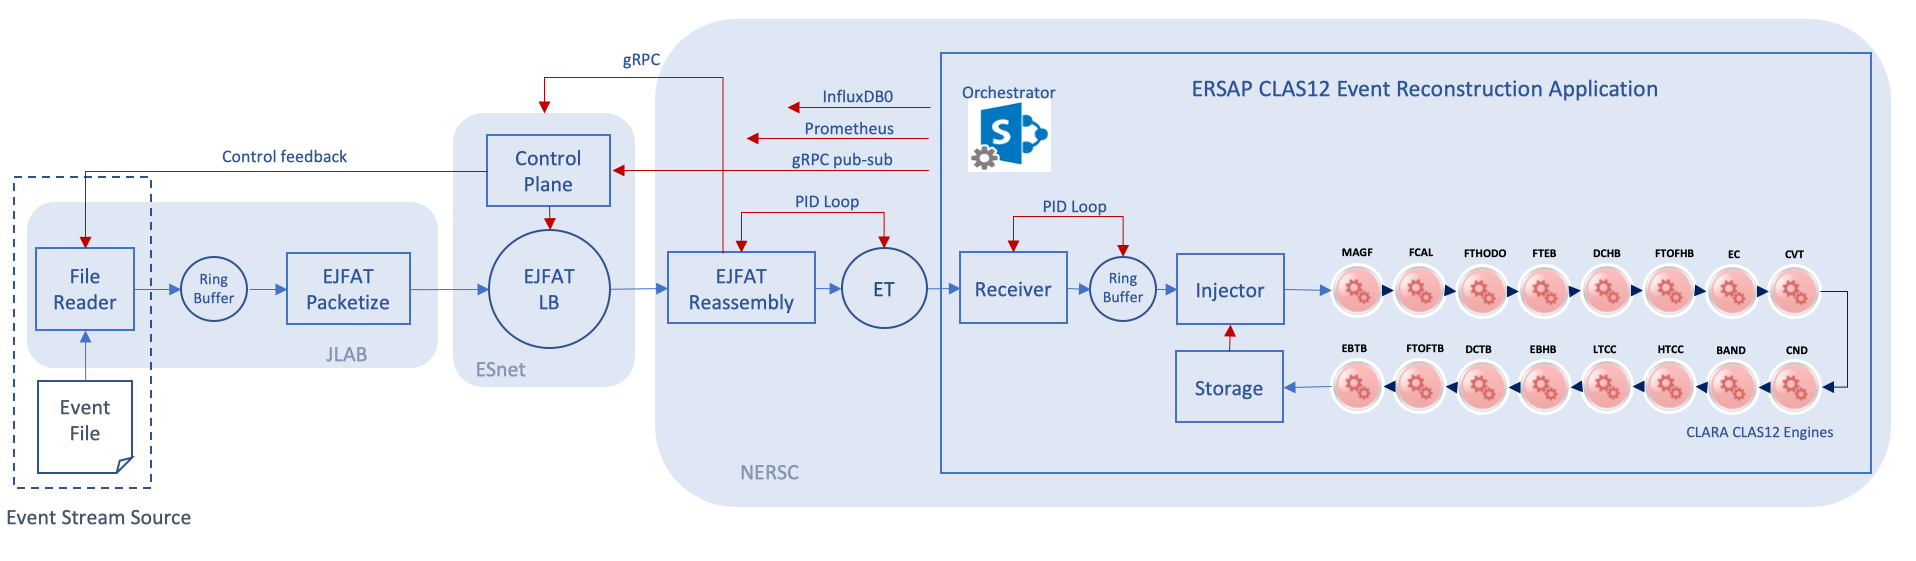 gRPC
ERSAP CLAS12 Event Reconstruction Application
Orchestrator
S
InfluxDB0
Prometheus
gRPC pub-sub
Control feedback
Control
Plane
PID Loop
PID Loop
File
Reader
Ring
Buffer
EJFAT
Packetize
EJFAT
LB
EJFAT
Reassembly
ET
Receiver
Ring
Buffer
Injector
MAGF
FCAL
FTHODO
FTEB
DCHB
FTOFHB
EC
CVT
EBTB
FTOFTB
DCTB
EBHB
LTCC
HTCC
BAND
CND
Storage
CLARA CLAS12 Engines
JLAB
ESnet
Event
File
NERSC
Event Stream Source